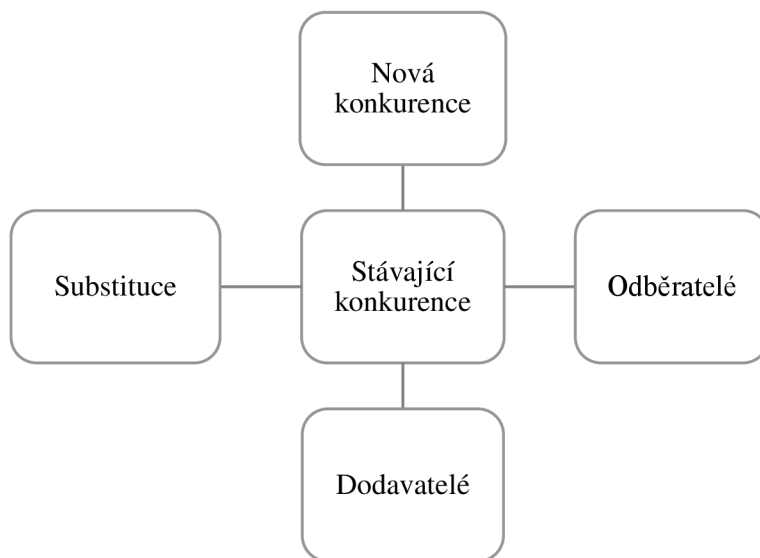 Nová
konkurence
Substituce
Stávající
konkurence
Odběratelé
Dodavatelé